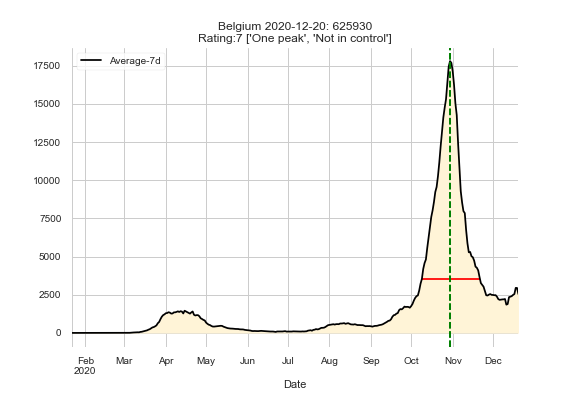 Belgium 2020-12-20: 625930
Rating:7 ['One peak', 'Not in control']
Average-7d
17500
15000
12500
10000
7500
5000
2500
0
Feb Mar Apr May Jun Jul Aug Sep Oct Nov Dec
2020
Date